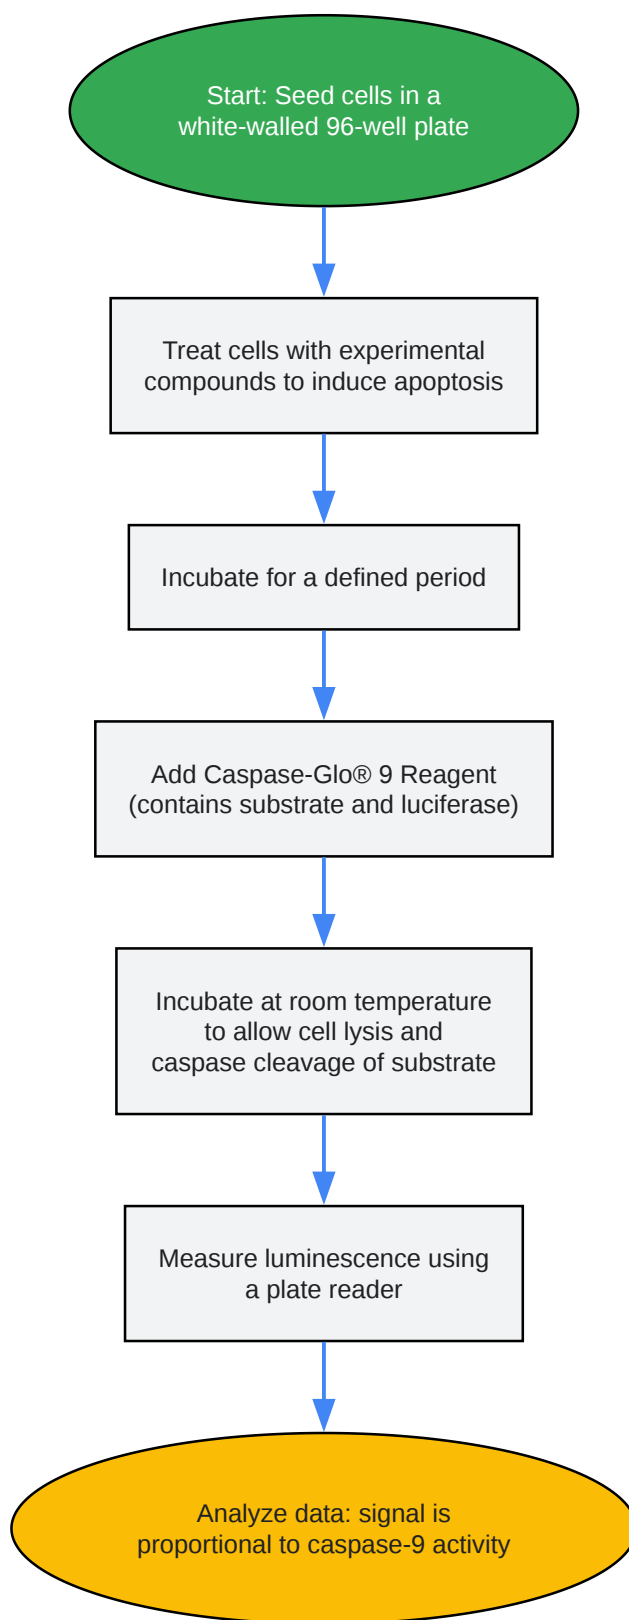 Start: Seed cells in a
white-walled 96-well plate
Treat cells with experimental
compounds to induce apoptosis
Incubate for a defined period
Add Caspase-Glo® 9 Reagent
(contains substrate and luciferase)
Incubate at room temperature
to allow cell lysis and
caspase cleavage of substrate
Measure luminescence using
a plate reader
Analyze data: signal is
proportional to caspase-9 activity